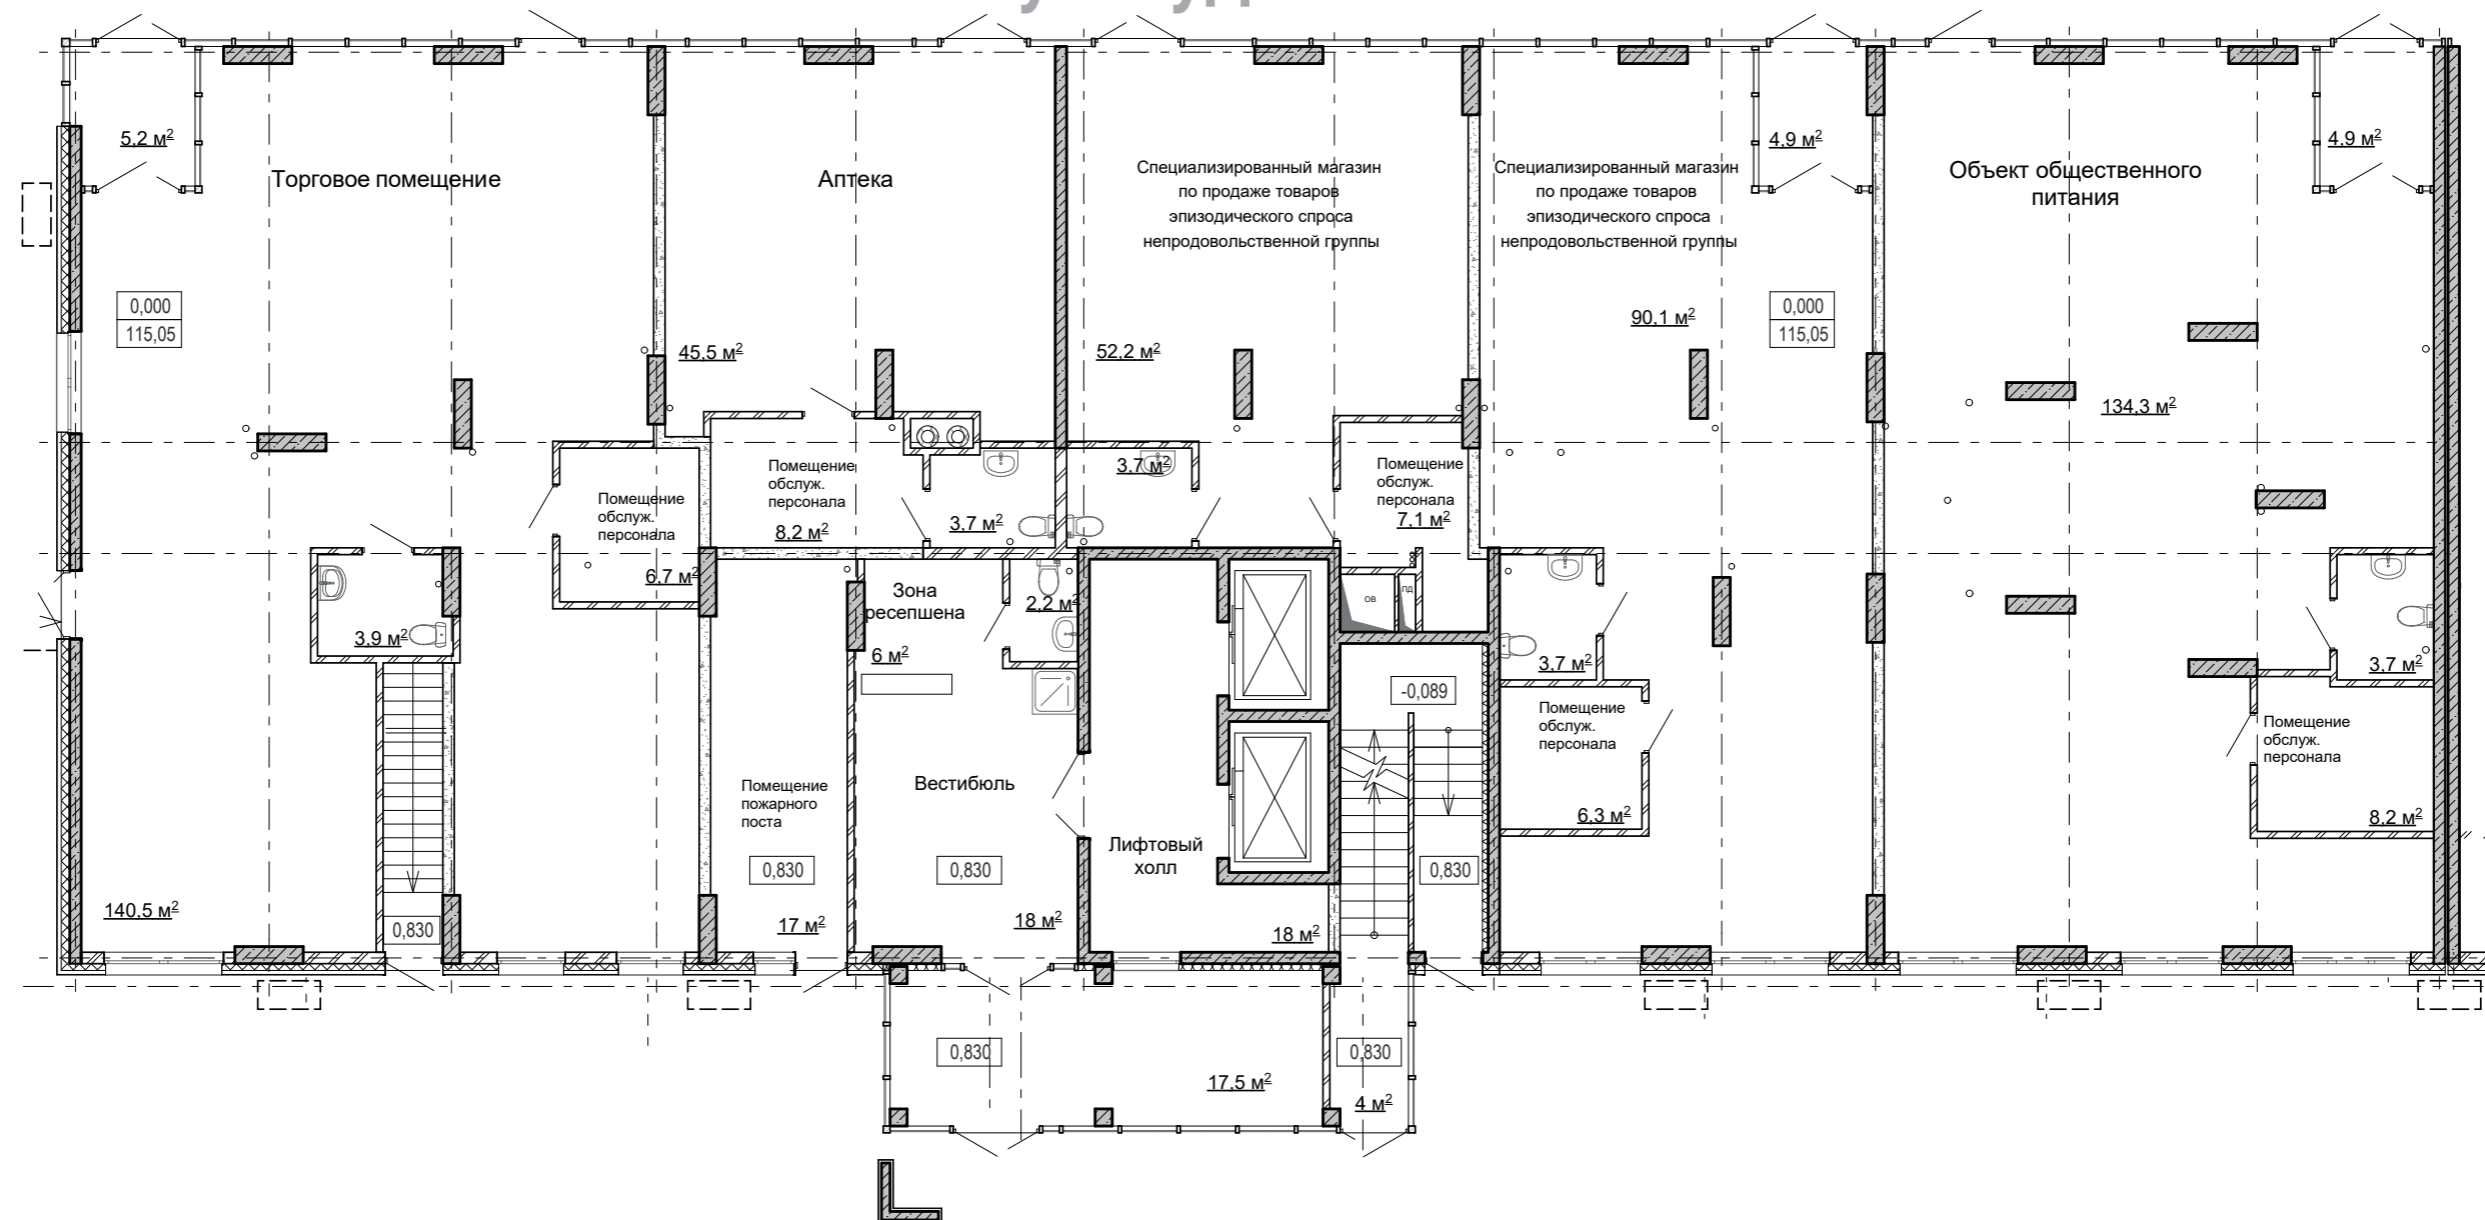 5,2 м²
Торговое помещение
Аптека
Специализированный магазин
по продаже товаров
эпизодического спроса
непродовольственной группы
Специализированный магазин
по продаже товаров
эпизодического спроса
непродовольственной группы
4,9 м²
Объект общественного
питания
4,9 м²
0,000
115,05
45,5 м²
52,2 м²
90,1 м²
0,000
115,05
134,3 м²
Помещение
обслуж.
персонала
6,7 м²
Помещение
обслуж.
персонала
8,2 м²
3,7 м²
3,7 м²
Помещение
обслуж.
персонала
7,1 м²
3,9 м²
Зона
ресепшена
6 м²
2,2 м²
ОВ
ПД
3,7 м²
3,7 м²
-0,089
Помещение
обслуж.
персонала
6,3 м²
Помещение
обслуж.
персонала
8,2 м²
Помещение
пожарного
поста
0,830
17 м²
Вестибюль
0,830
18 м²
Лифтовый
холл
18 м²
0,830
140,5 м²
0,830
0,830
17,5 м²
0,830
4 м²